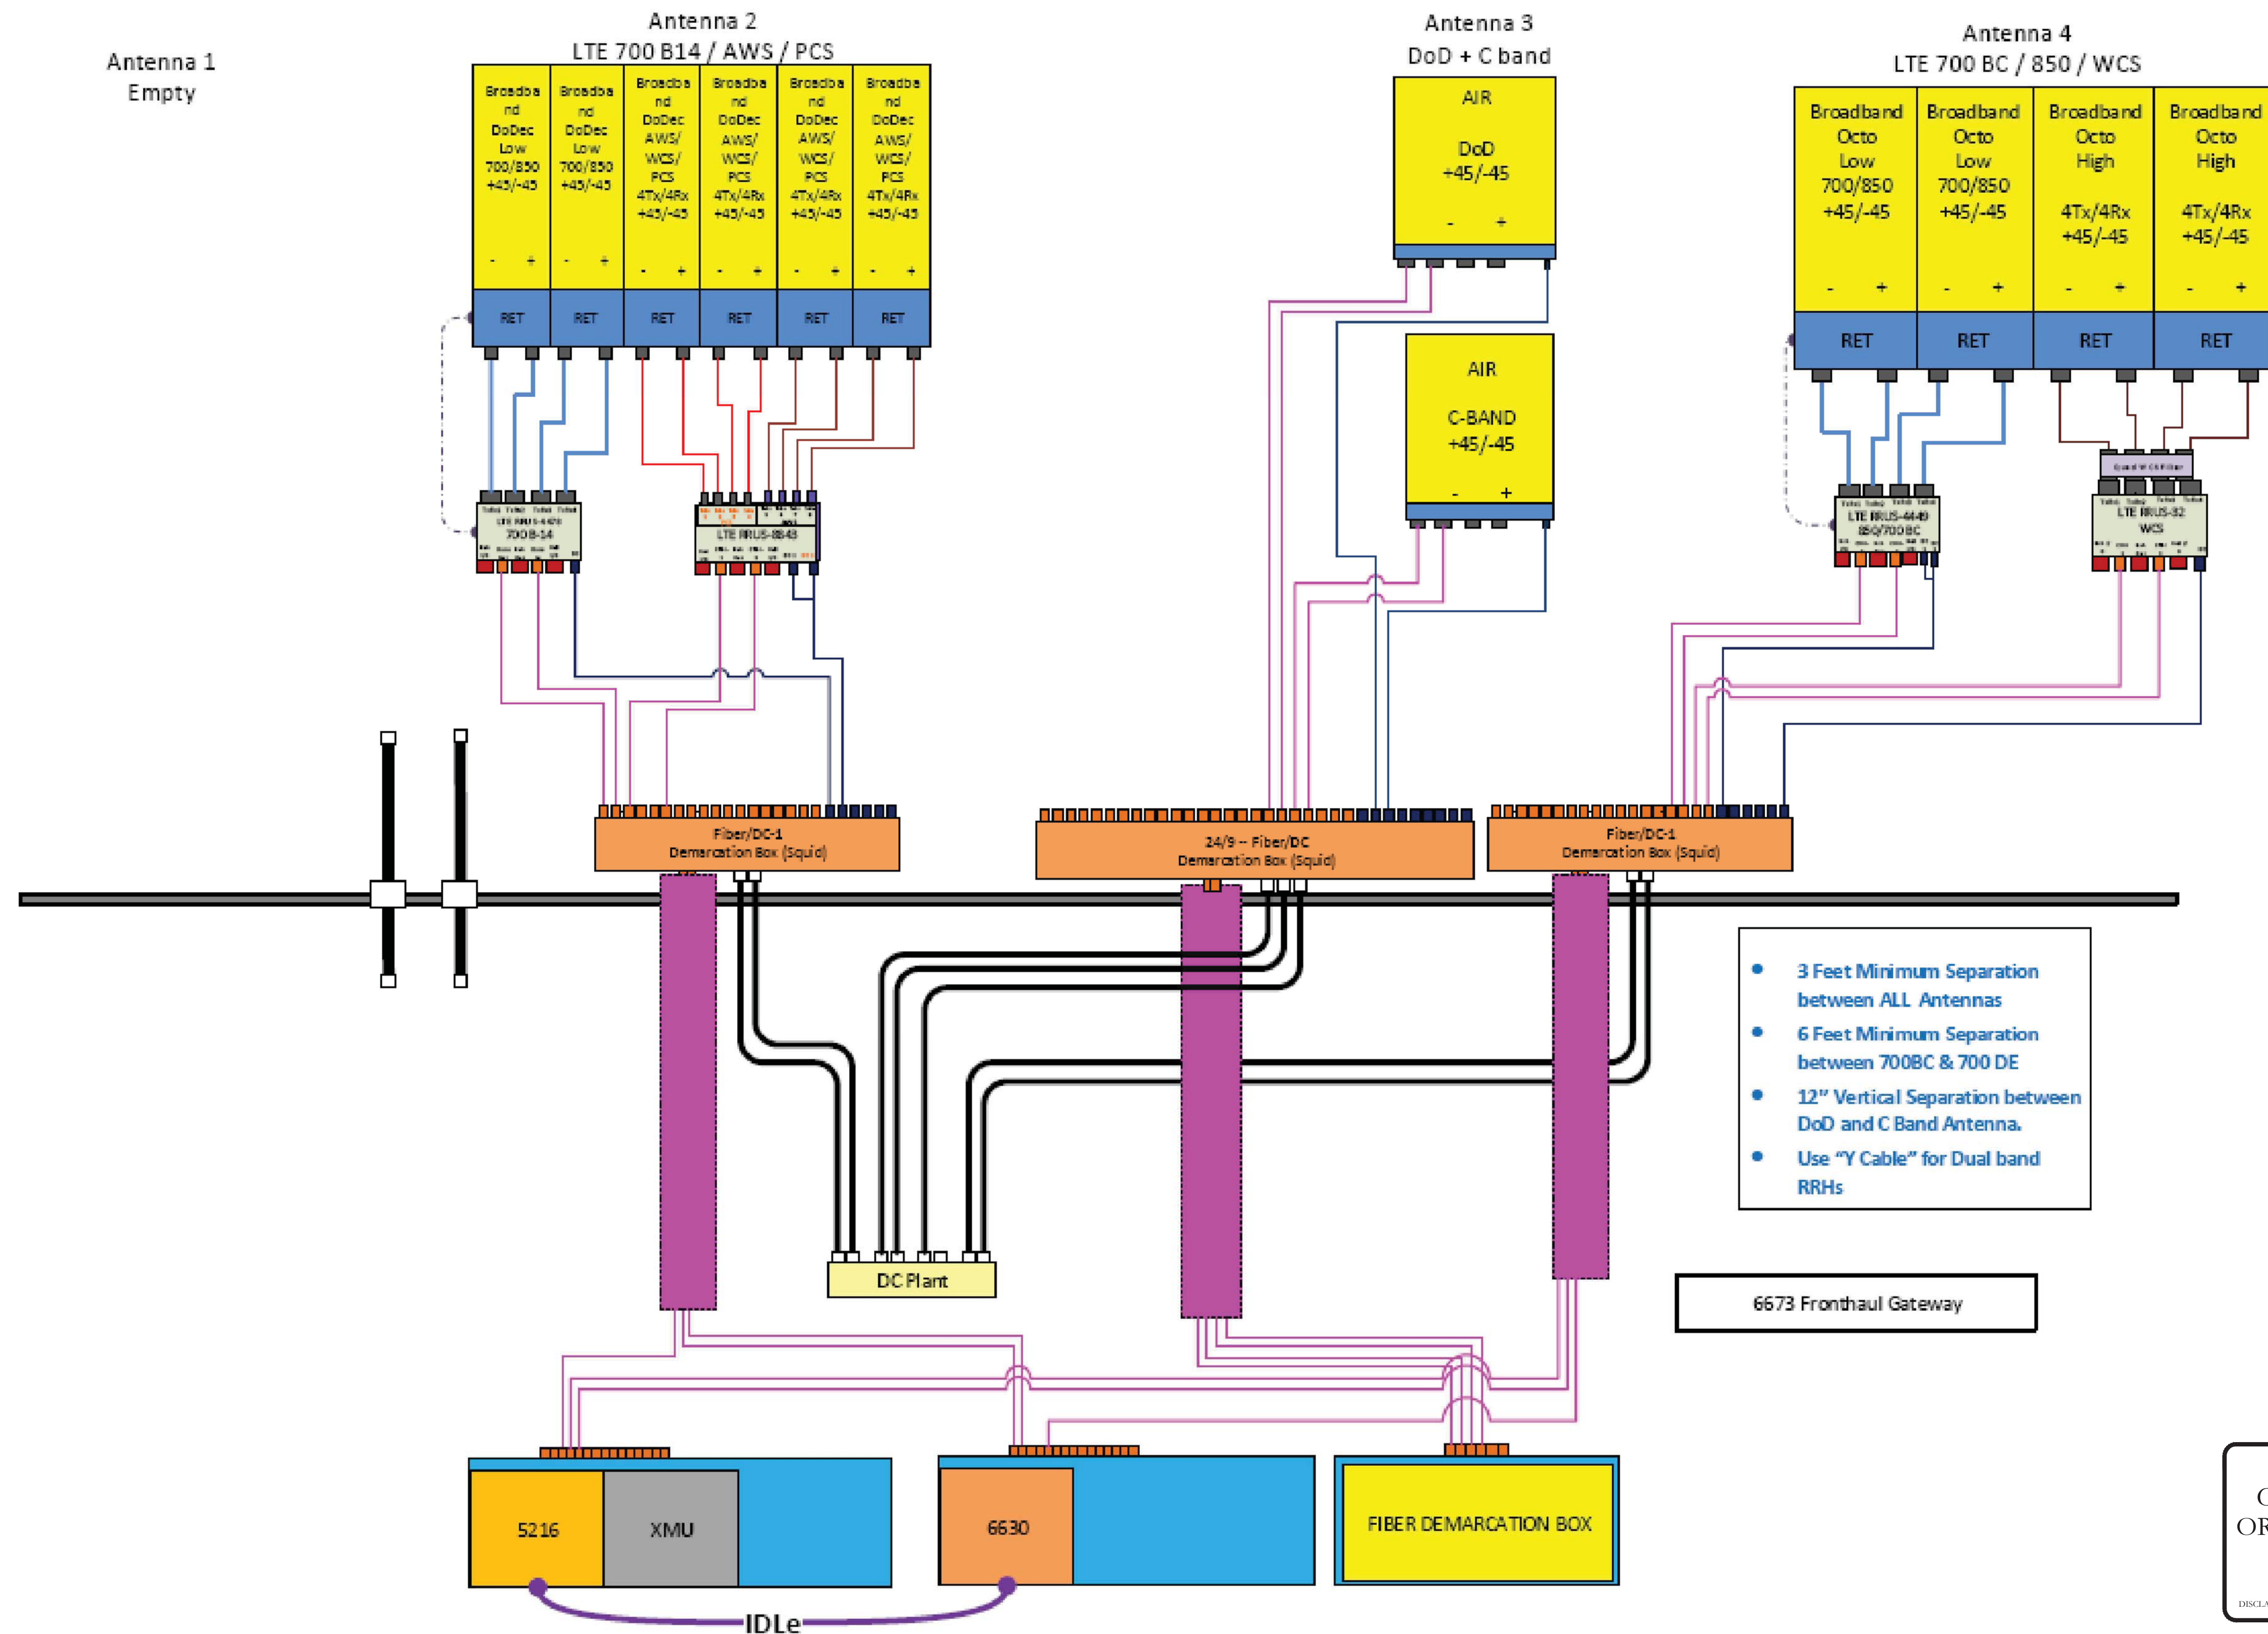 Antenna 1
Empty
Antenna 2
LTE 700 B14 / AWS / PCS
Antenna 3
DoD + C band
Antenna 4
LTE 700 BC / 850 / WCS
Broadba
nd
DoDec
Low
700/850
+45/-45
- +
RET
Broadba
nd
DoDec
Low
700/850
+45/-45
- +
RET
Broadba
nd
DoDec
AWS/
WCS/
PCS
4Tx/4Rx
+45/-45
- +
RET
Broadba
nd
DoDec
AWS/
WCS/
PCS
4Tx/4Rx
+45/-45
- +
RET
Broadba
nd
DoDec
AWS/
WCS/
PCS
4Tx/4Rx
+45/-45
- +
RET
Broadba
nd
DoDec
AWS/
WCS/
PCS
4Tx/4Rx
+45/-45
- +
RET
AIR
DoD
+45/-45
- +
AIR
C-BAND
+45/-45
- +
Broadband
Octo
Low
700/850
+45/-45
- +
RET
Broadband
Octo
Low
700/850
+45/-45
- +
RET
Broadband
Octo
High
4Tx/4Rx
+45/-45
- +
RET
Broadband
Octo
High
4Tx/4Rx
+45/-45
- +
RET
LTE RRUS-4478
700 B-14
LTE RRUS-8843
Quad WCS Filter
LTE RRUS-4449
850/700 BC
LTE RRUS-32
WCS
Fiber/DC-1
Demarcation Box (Squid)
24/9 -- Fiber/DC
Demarcation Box (Squid)
Fiber/DC-1
Demarcation Box (Squid)
• 3 Feet Minimum Separation
between ALL Antennas
• 6 Feet Minimum Separation
between 700BC & 700 DE
• 12" Vertical Separation between
DoD and C Band Antenna.
• Use “Y Cable” for Dual band
RRHs
DC Plant
6673 Fronthaul Gateway
5216
XMU
6630
FIBER DEMARCATION BOX
IDLe